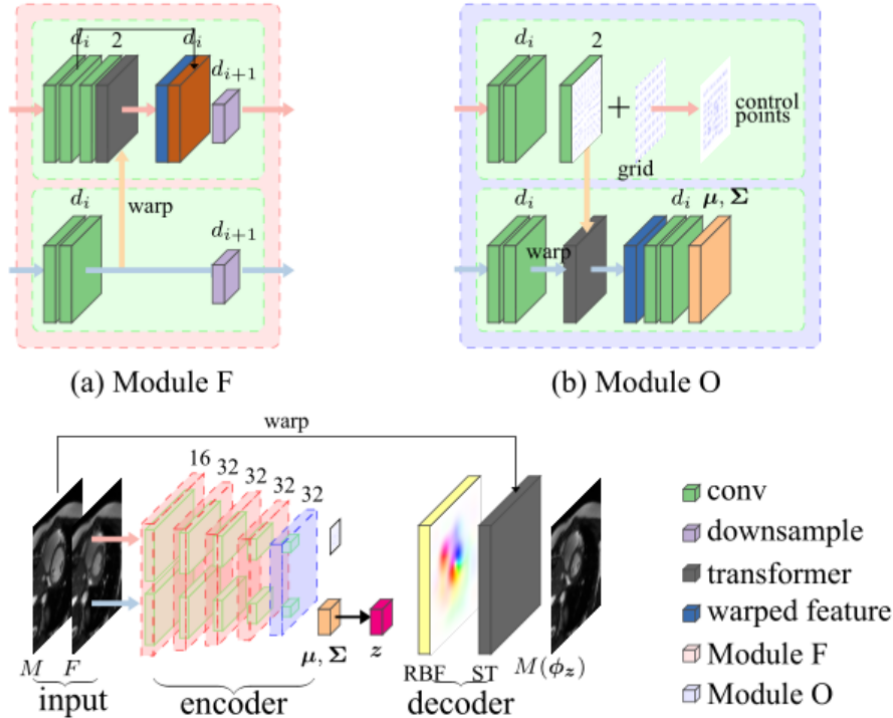 d_i 2 d_i
d_{i+1}
warp
d_i
d_{i+1}
(a) Module F
d_i 2
+
control
points
grid
d_i d_i μ, Σ
warp
(b) Module O
warp
16
32
32
32
32
M F
input
encoder
μ, Σ
z
RBF ST
decoder
M(ϕ_z)
conv
downsample
transformer
warped feature
Module F
Module O